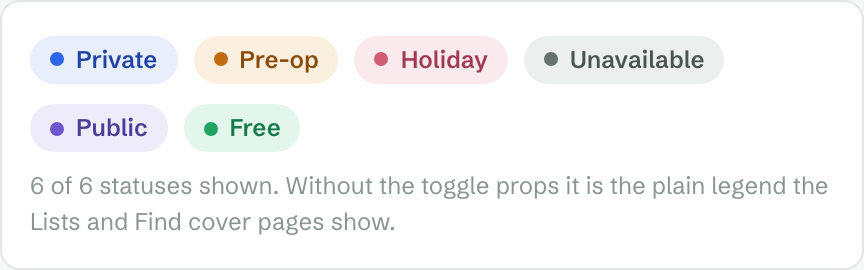 Private Pre-op Holiday Unavailable
Public Free
6 of 6 statuses shown. Without the toggle props it is the plain legend the
Lists and Find cover pages show.